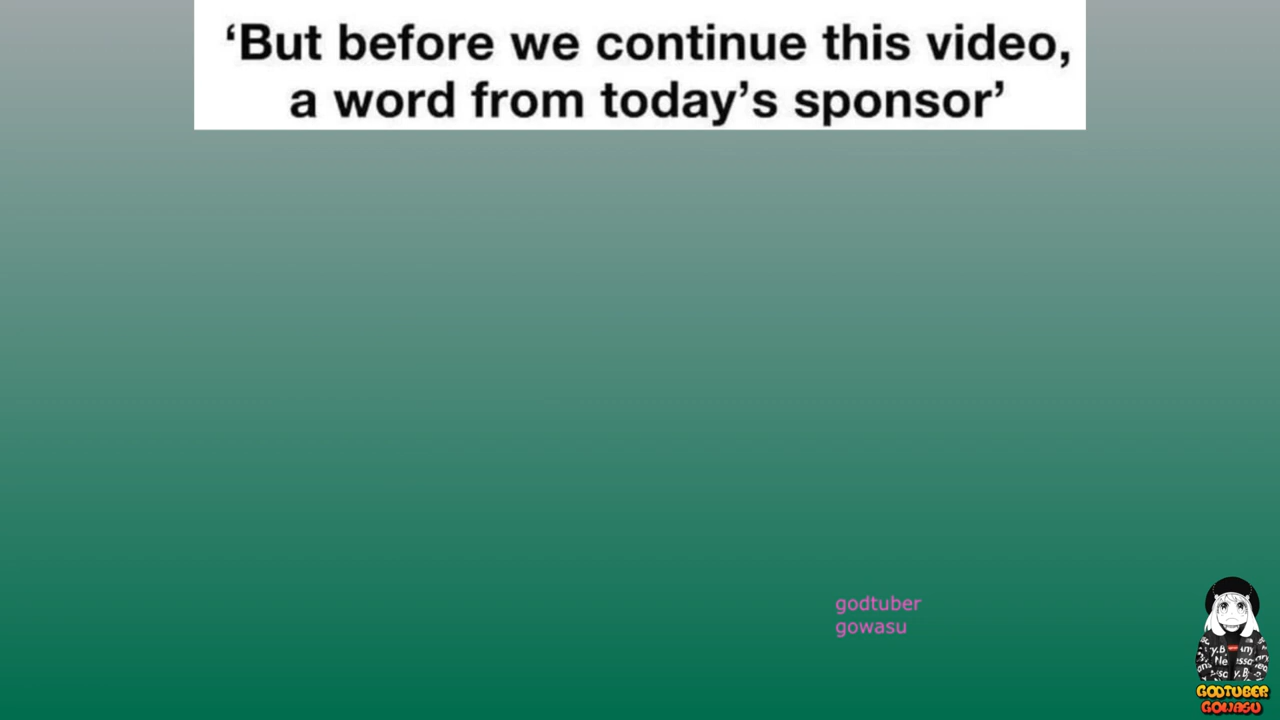 ‘But before we continue this video,
a word from today’s sponsor’
godtuber
gowasu
GODTUBER
GOWASU